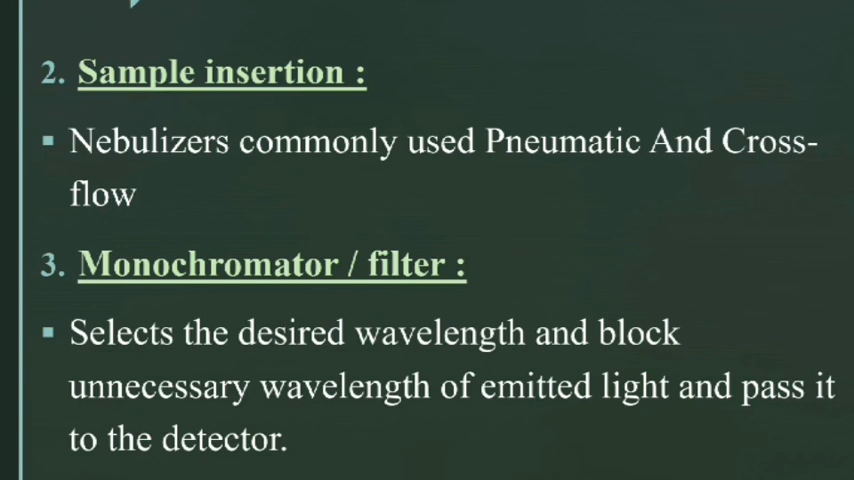 2. Sample insertion :
▪ Nebulizers commonly used Pneumatic And Cross-
flow
3. Monochromator / filter :
▪ Selects the desired wavelength and block
unnecessary wavelength of emitted light and pass it
to the detector.